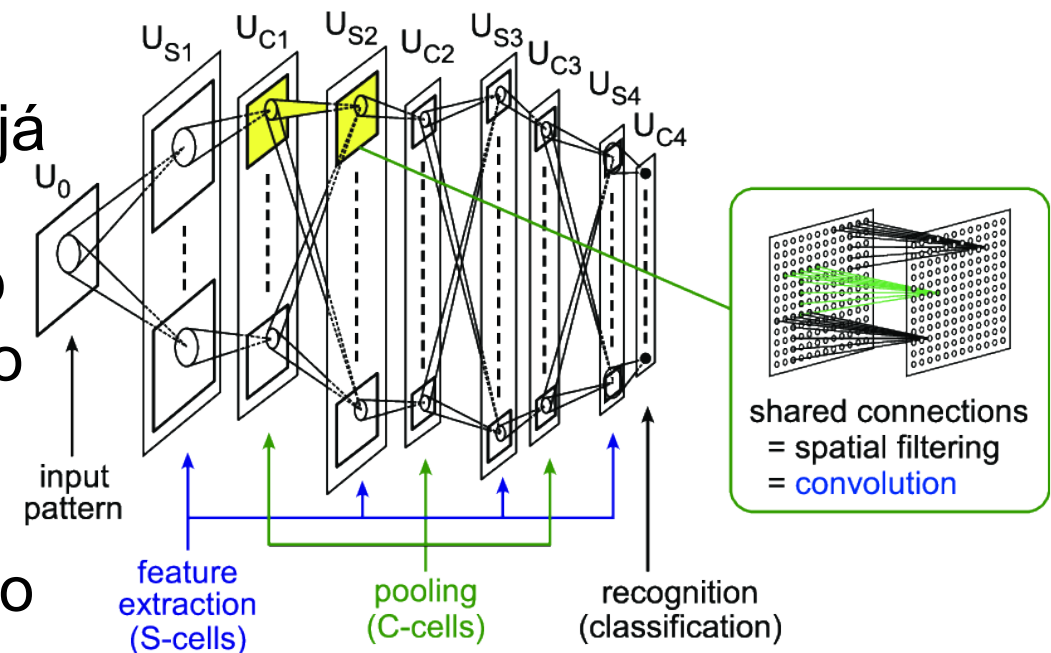 U_S1
U_C1
U_S2
U_C2
U_S3
U_C3
U_S4
U_C4
já
U_0
o
o
input
pattern
shared connections
= spatial filtering
= convolution
o
feature
extraction
(S-cells)
pooling
(C-cells)
recognition
(classification)